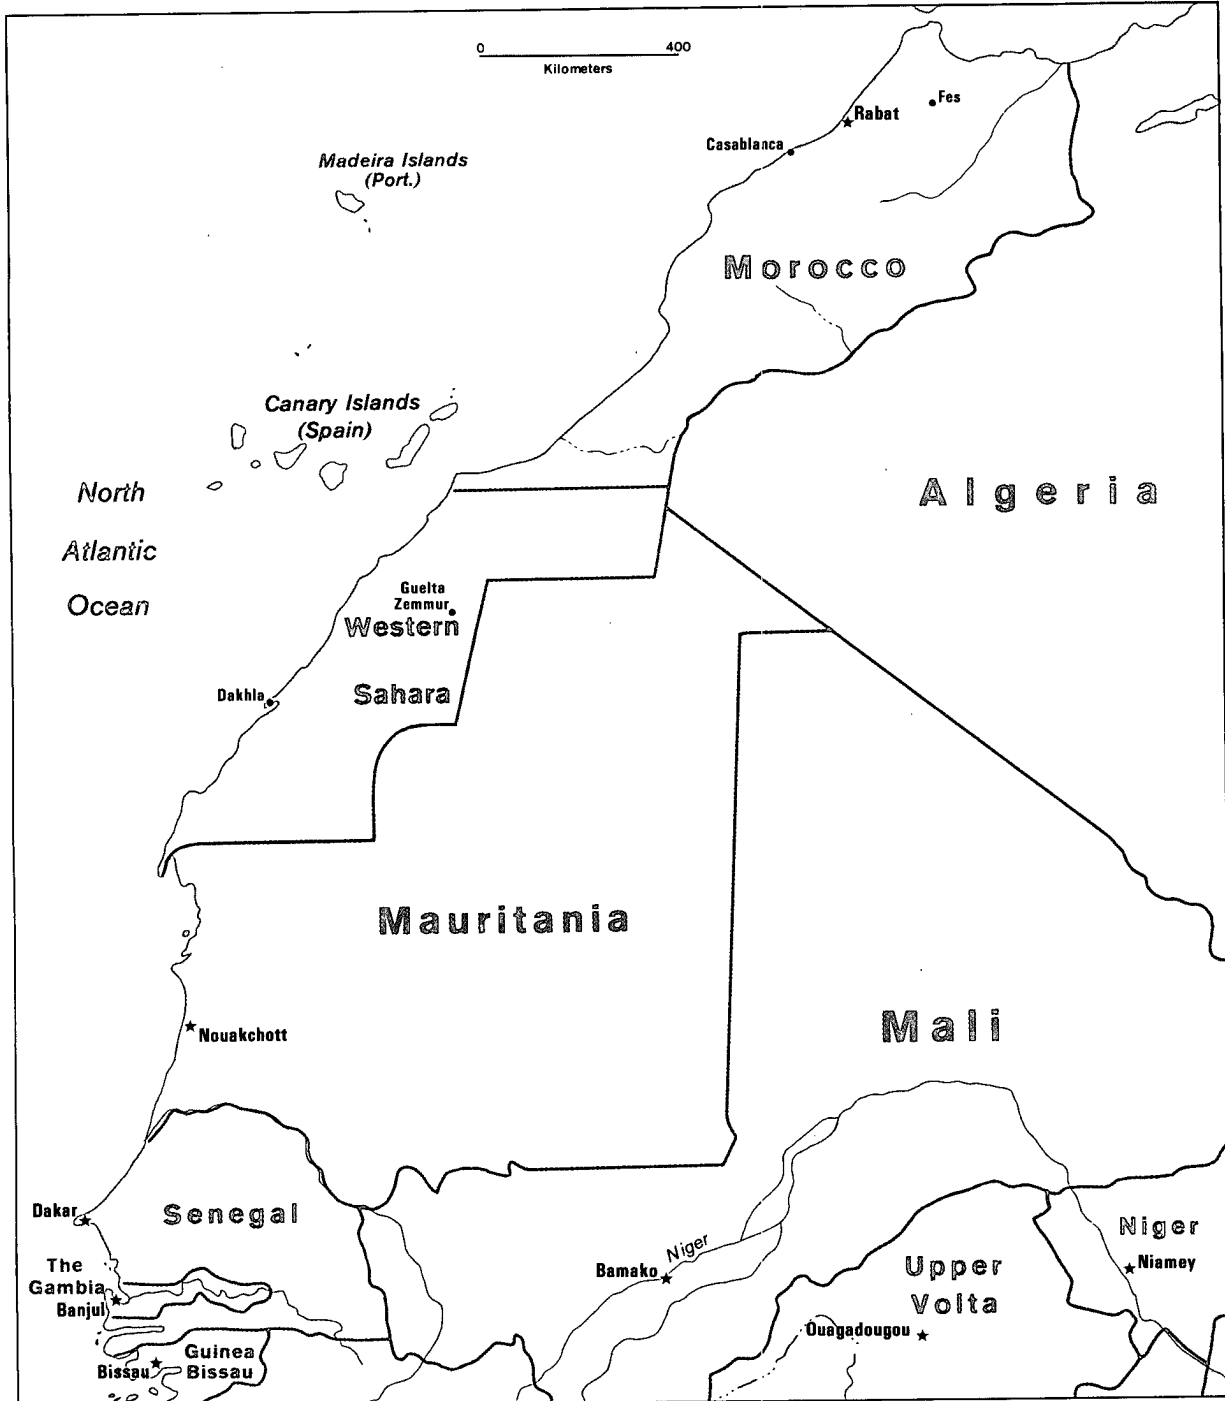 0 400
Kilometers
Fes
Rabat
Casablanca
Madeira Islands
(Port.)
Morocco
Canary Islands
(Spain)
North
Atlantic
Ocean
Algeria
Guelta
Zemmur
Western
Sahara
Dakhla
Mauritania
Mali
Nouakchott
Senegal
Dakar
The
Gambia
Banjul
Guinea
Bissau
Bissau
Niger
Bamako
Niger
Niamey
Upper
Volta
Ouagadougou